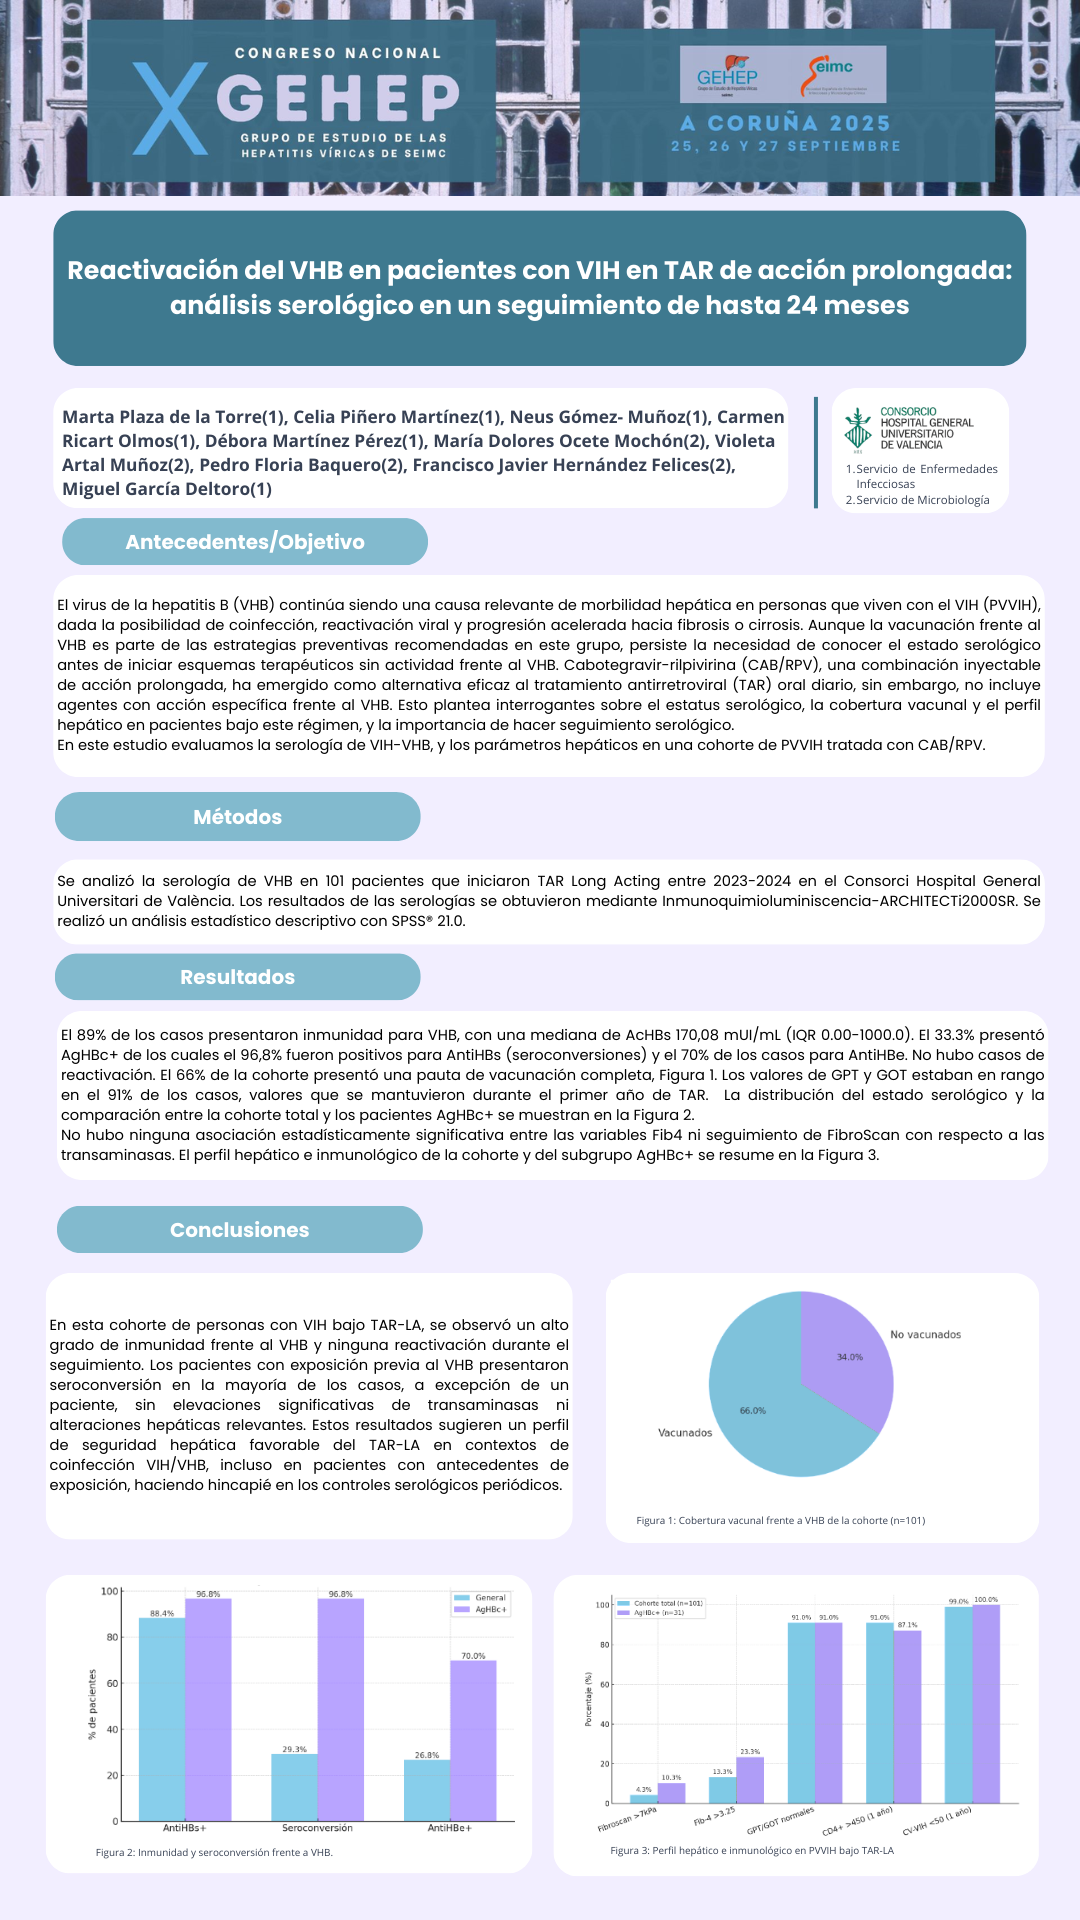 CONGRESO NACIONAL
X GEHEP
GRUPO DE ESTUDIO DE LAS
HEPATITIS VÍRICAS DE SEIMC
GEHEP
Seimc
A CORUÑA 2025
25, 26 Y 27 SEPTIEMBRE
Reactivación del VHB en pacientes con VIH en TAR de acción prolongada:
análisis serológico en un seguimiento de hasta 24 meses
Marta Plaza de la Torre(1), Celia Piñero Martínez(1), Neus Gómez- Muñoz(1), Carmen
Ricart Olmos(1), Débora Martínez Pérez(1), María Dolores Ocete Mochón(2), Violeta
Artal Muñoz(2), Pedro Floria Baquero(2), Francisco Javier Hernández Felices(2),
Miguel García Deltoro(1)
CONSORCIO
HOSPITAL GENERAL
UNIVERSITARIO
DE VALENCIA
1.Servicio de Enfermedades
Infecciosas
2.Servicio de Microbiología
Antecedentes/Objetivo
El virus de la hepatitis B (VHB) continúa siendo una causa relevante de morbilidad hepática en personas que viven con el VIH (PVVIH),
dada la posibilidad de coinfección, reactivación viral y progresión acelerada hacia fibrosis o cirrosis. Aunque la vacunación frente al
VHB es parte de las estrategias preventivas recomendadas en este grupo, persiste la necesidad de conocer el estado serológico
antes de iniciar esquemas terapéuticos sin actividad frente al VHB. Cabotegravir-rilpivirina (CAB/RPV), una combinación inyectable
de acción prolongada, ha emergido como alternativa eficaz al tratamiento antirretroviral (TAR) oral diario, sin embargo, no incluye
agentes con acción específica frente al VHB. Esto plantea interrogantes sobre el estatus serológico, la cobertura vacunal y el perfil
hepático en pacientes bajo este régimen, y la importancia de hacer seguimiento serológico.
En este estudio evaluamos la serología de VIH-VHB, y los parámetros hepáticos en una cohorte de PVVIH tratada con CAB/RPV.
Métodos
Se analizó la serología de VHB en 101 pacientes que iniciaron TAR Long Acting entre 2023-2024 en el Consorci Hospital General
Universitari de València. Los resultados de las serologías se obtuvieron mediante Inmunoquimioluminiscencia-ARCHITECTi2000SR. Se
realizó un análisis estadístico descriptivo con SPSS® 21.0.
Resultados
El 89% de los casos presentaron inmunidad para VHB, con una mediana de AcHBs 170,08 mUI/mL (IQR 0.00-1000.0). El 33.3% presentó
AgHBc+ de los cuales el 96,8% fueron positivos para AntiHBs (seroconversiones) y el 70% de los casos para AntiHBe. No hubo casos de
reactivación. El 66% de la cohorte presentó una pauta de vacunación completa, Figura 1. Los valores de GPT y GOT estaban en rango
en el 91% de los casos, valores que se mantuvieron durante el primer año de TAR. La distribución del estado serológico y la
comparación entre la cohorte total y los pacientes AgHBc+ se muestran en la Figura 2.
No hubo ninguna asociación estadísticamente significativa entre las variables Fib4 ni seguimiento de FibroScan con respecto a las
transaminasas. El perfil hepático e inmunológico de la cohorte y del subgrupo AgHBc+ se resume en la Figura 3.
Conclusiones
En esta cohorte de personas con VIH bajo TAR-LA, se observó un alto
grado de inmunidad frente al VHB y ninguna reactivación durante el
seguimiento. Los pacientes con exposición previa al VHB presentaron
seroconversión en la mayoría de los casos, a excepción de un
paciente, sin elevaciones significativas de transaminasas ni
alteraciones hepáticas relevantes. Estos resultados sugieren un perfil
de seguridad hepática favorable del TAR-LA en contextos de
coinfección VIH/VHB, incluso en pacientes con antecedentes de
exposición, haciendo hincapié en los controles serológicos periódicos.
No vacunados
34.0%
66.0%
Vacunados
Figura 1: Cobertura vacunal frente a VHB de la cohorte (n=101)
% de pacientes
100
80
60
40
20
0
88.4%
96.8%
29.3%
96.8%
26.8%
70.0%
General
AgHBc+
AntiHBs+
Seroconversión
AntiHBe+
Figura 2: Inmunidad y seroconversión frente a VHB.
Porcentaje (%)
100
80
60
40
20
0
Cohorte total (n=101)
AgHBc+ (n=31)
4.3%
10.3%
13.3%
23.3%
91.0%
91.0%
91.0%
87.1%
99.0%
100.0%
Fibroscan >7kPa
Fib-4 >3.25
GPT/GOT normales
CD4+ >450 (1 año)
CV-VIH <50 (1 año)
Figura 3: Perfil hepático e inmunológico en PVVIH bajo TAR-LA